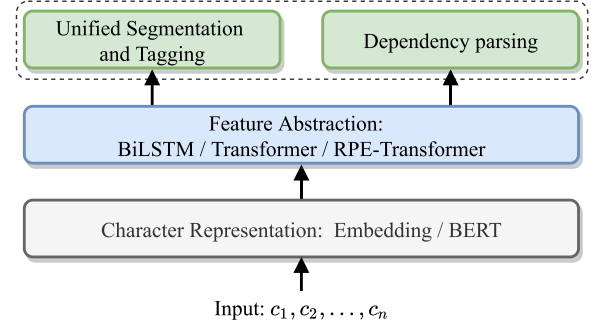 Unified Segmentation
and Tagging
Dependency parsing
Feature Abstraction:
BiLSTM / Transformer / RPE-Transformer
Character Representation: Embedding / BERT
Input: c₁, c₂, ..., cₙ